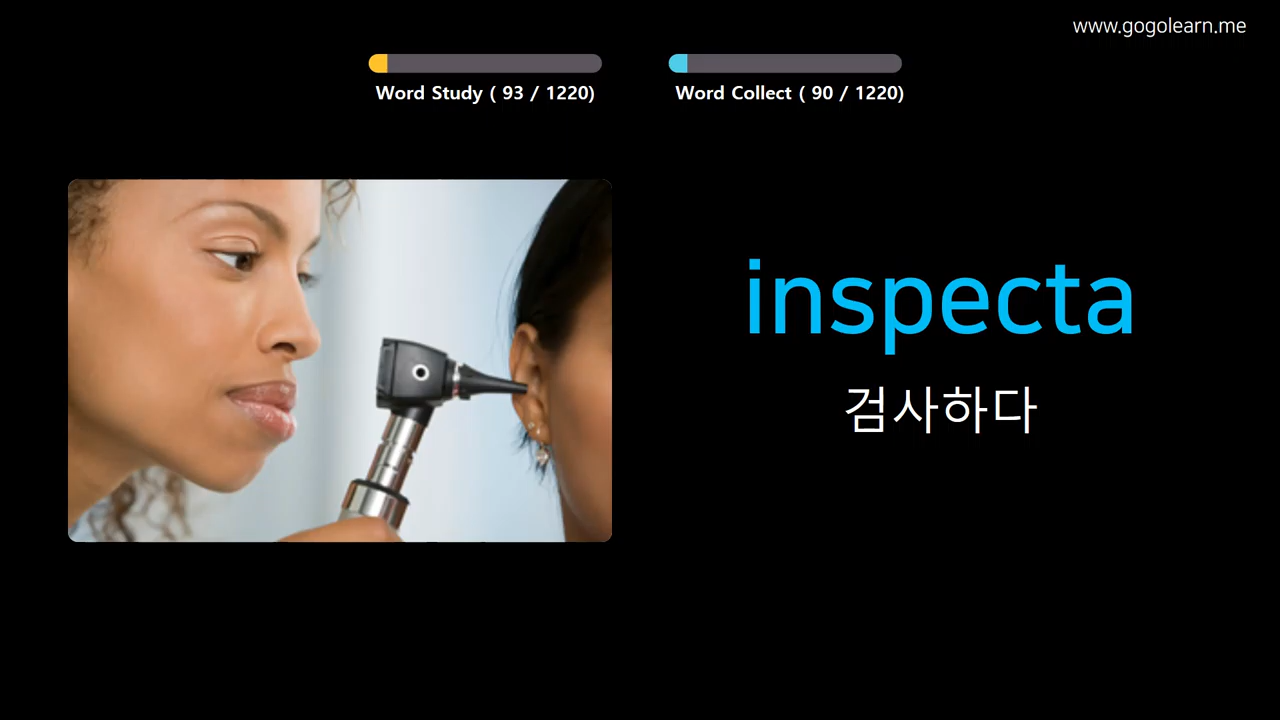 www.gogolearn.me
Word Study ( 93 / 1220)
Word Collect ( 90 / 1220)
inspecta
검사하다